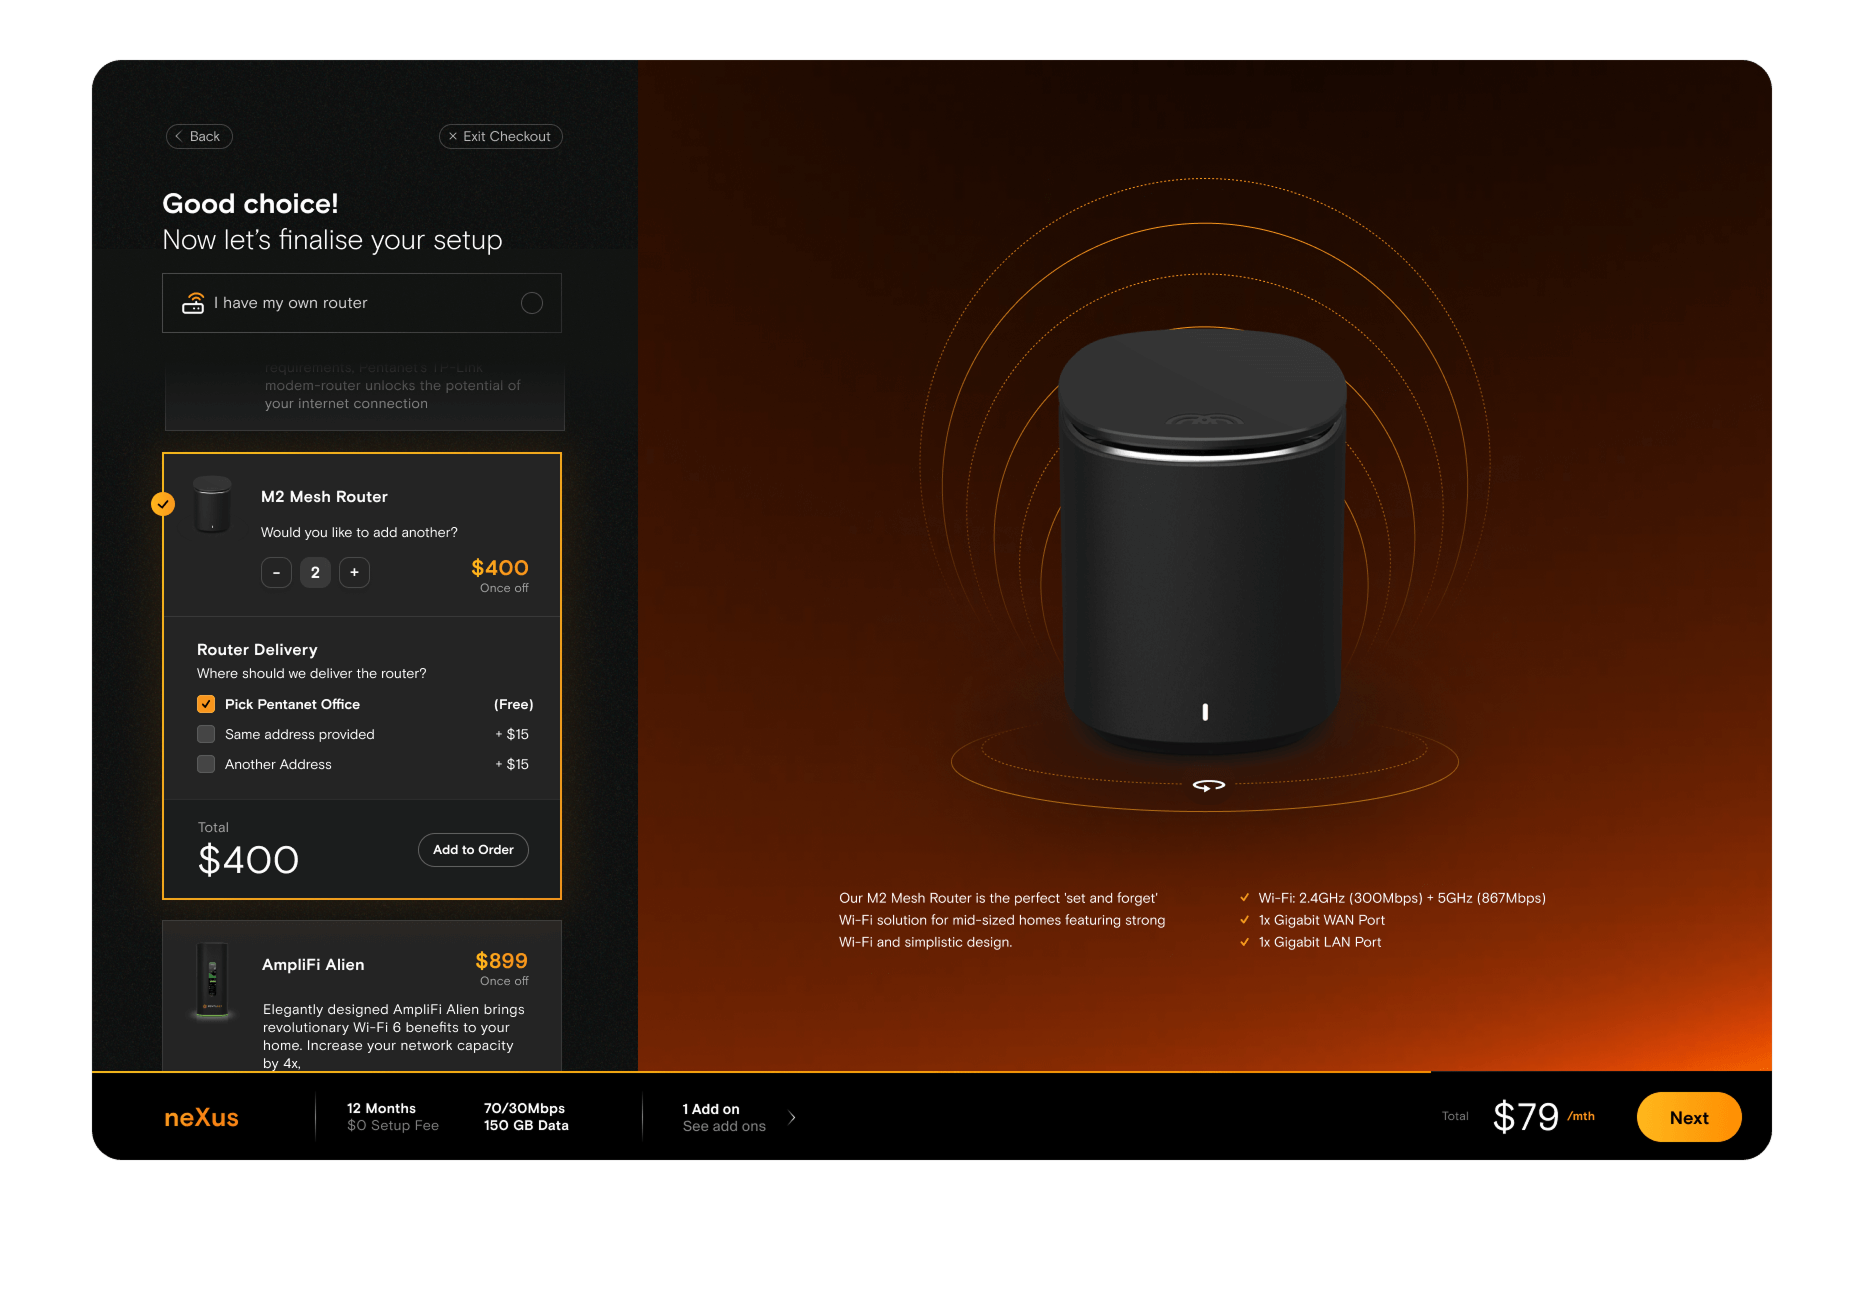 Back
Exit Checkout
Good choice!
Now let's finalise your setup
I have my own router
requirements, Pentanet's TP-Link
modem-router unlocks the potential of
your internet connection
M2 Mesh Router
Would you like to add another?
- 2 +
$400
Once off
Router Delivery
Where should we deliver the router?
Pick Pentanet Office (Free)
Same address provided + $15
Another Address + $15
Total
$400
Add to Order
AmpliFi Alien
$899
Once off
Elegantly designed AmpliFi Alien brings
revolutionary Wi-Fi 6 benefits to your
home. Increase your network capacity
by 4x,
Our M2 Mesh Router is the perfect 'set and forget'
Wi-Fi solution for mid-sized homes featuring strong
Wi-Fi and simplistic design.
Wi-Fi: 2.4GHz (300Mbps) + 5GHz (867Mbps)
1x Gigabit WAN Port
1x Gigabit LAN Port
neXus
12 Months
$0 Setup Fee
70/30Mbps
150 GB Data
1 Add on
See add ons
Total $79 /mth
Next